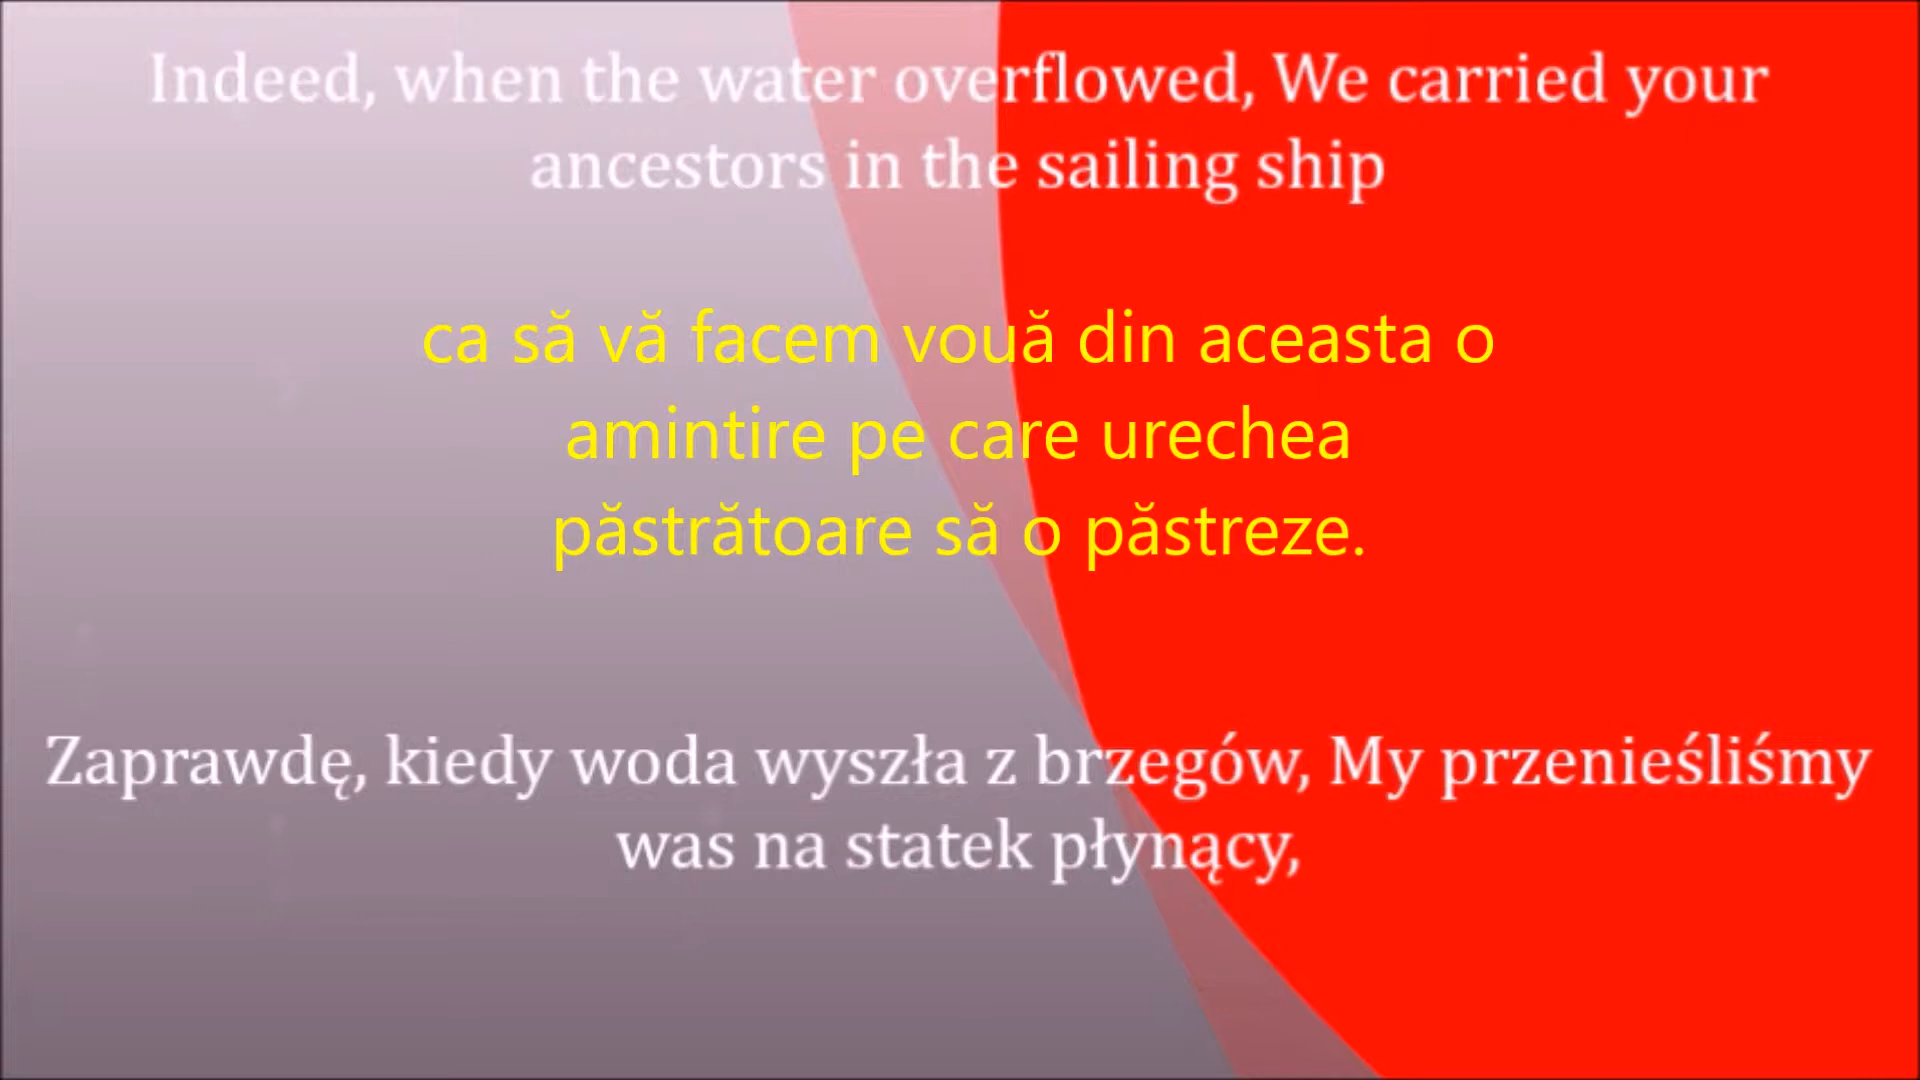 Indeed, when the water overflowed, We carried your
ancestors in the sailing ship
ca să vă facem vouă din aceasta o
amintire pe care urechea
păstrătoare să o păstreze.
Zaprawdę, kiedy woda wyszła z brzegów, My przenieśliśmy
was na statek płynący,